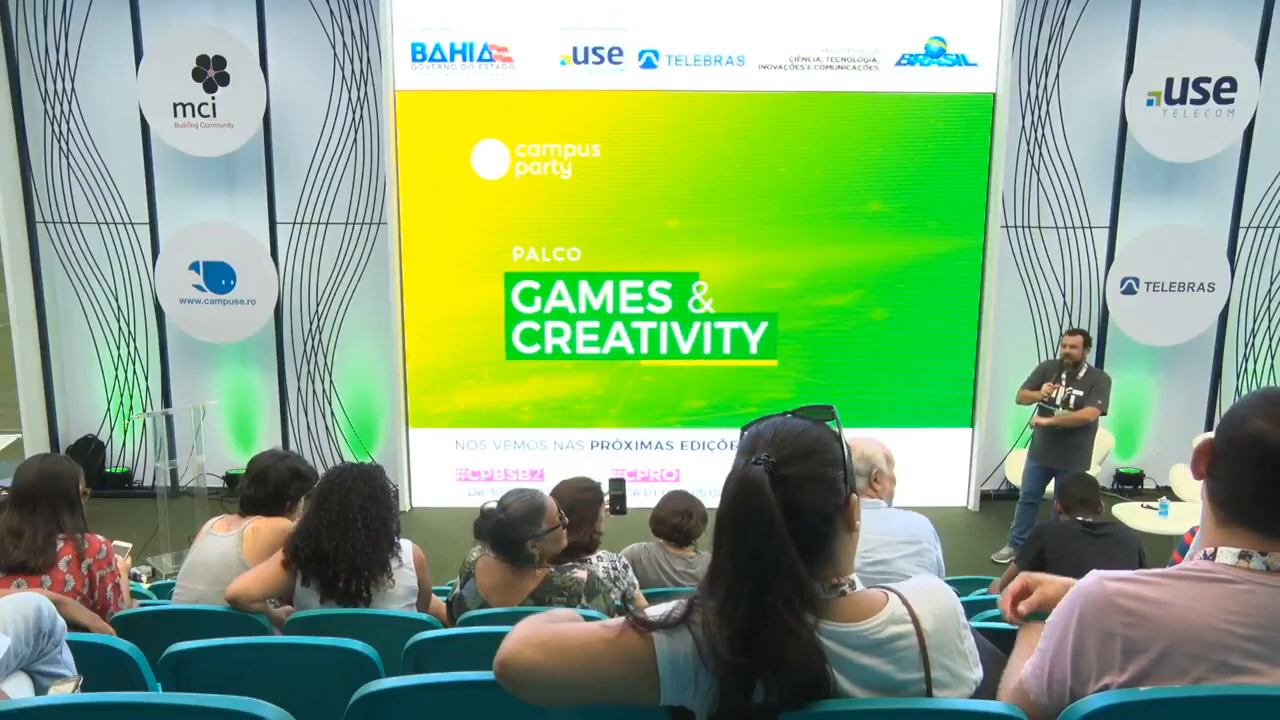 mci
Building Community
www.campuse.ro
BAHIA
GOVERNO DO ESTADO
use
TELEBRAS
CIÊNCIA, TECNOLOGIA,
INOVAÇÕES E COMUNICAÇÕES
BRASIL
campus
party
PALCO
GAMES &
CREATIVITY
NOS VEMOS NAS PRÓXIMAS EDIÇÕE
#CPBSB2
#CPRO
use
TELECOM
TELEBRAS